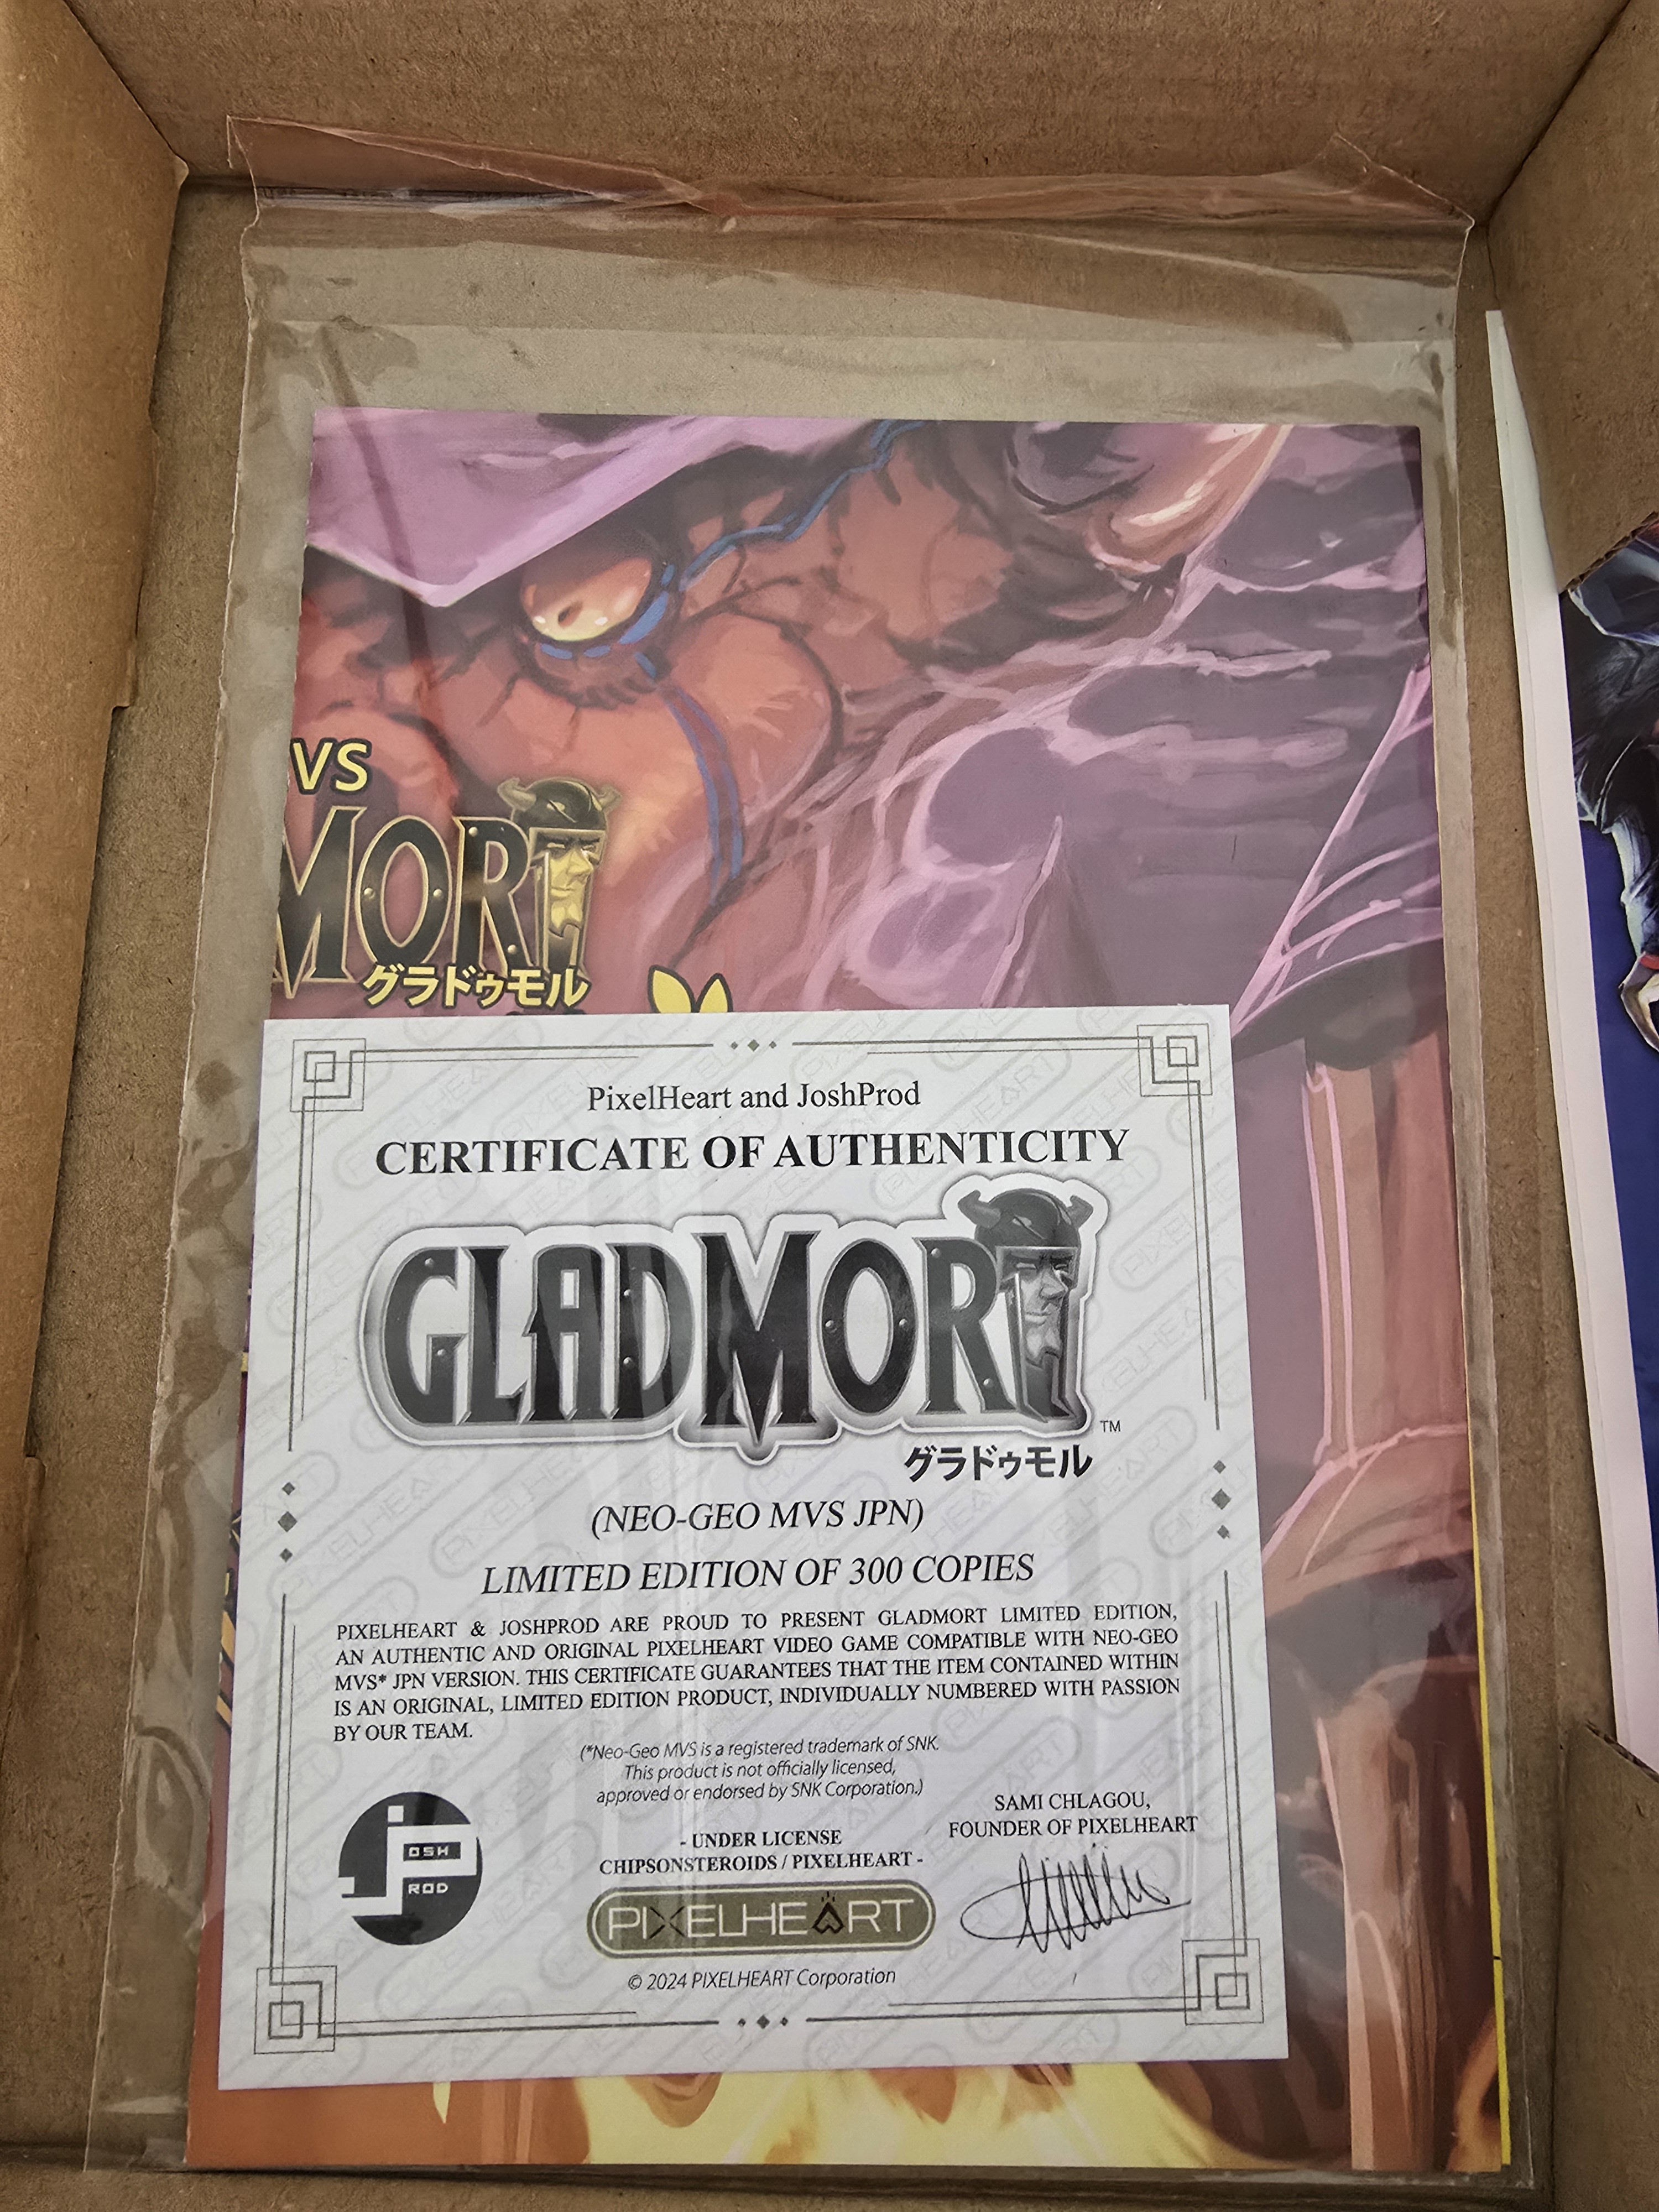 VS
MORT
グラドゥモル
PixelHeart and JoshProd
CERTIFICATE OF AUTHENTICITY
GLADMORT
TM
グラドゥモル
(NEO-GEO MVS JPN)
LIMITED EDITION OF 300 COPIES
PIXELHEART & JOSHPROD ARE PROUD TO PRESENT GLADMORT LIMITED EDITION,
AN AUTHENTIC AND ORIGINAL PIXELHEART VIDEO GAME COMPATIBLE WITH NEO-GEO
MVS* JPN VERSION. THIS CERTIFICATE GUARANTEES THAT THE ITEM CONTAINED WITHIN
IS AN ORIGINAL, LIMITED EDITION PRODUCT, INDIVIDUALLY NUMBERED WITH PASSION
BY OUR TEAM.
(*Neo-Geo MVS is a registered trademark of SNK.
This product is not officially licensed,
approved or endorsed by SNK Corporation.)
JOSH
PROD
- UNDER LICENSE
CHIPSONSTEROIDS / PIXELHEART -
PIXELHEART
SAMI CHLAGOU,
FOUNDER OF PIXELHEART
© 2024 PIXELHEART Corporation